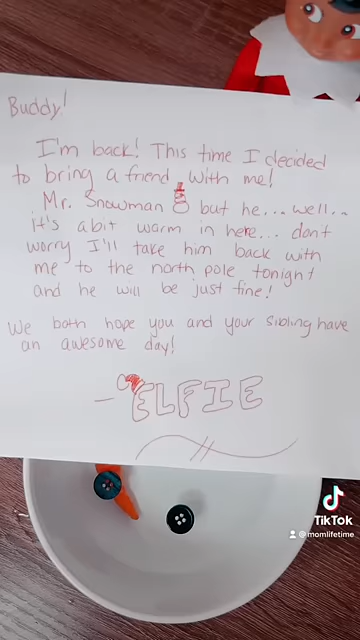 Buddy!
I'm back! This time I decided
to bring a friend with me!
Mr. Snowman but he... well..
it's a bit warm in here... don't
worry I'll take him back with
me to the north pole tonight
and he will be just fine!
We both hope you and your sibling have
an awesome day!
- ELFIE
TikTok
@momlifetime